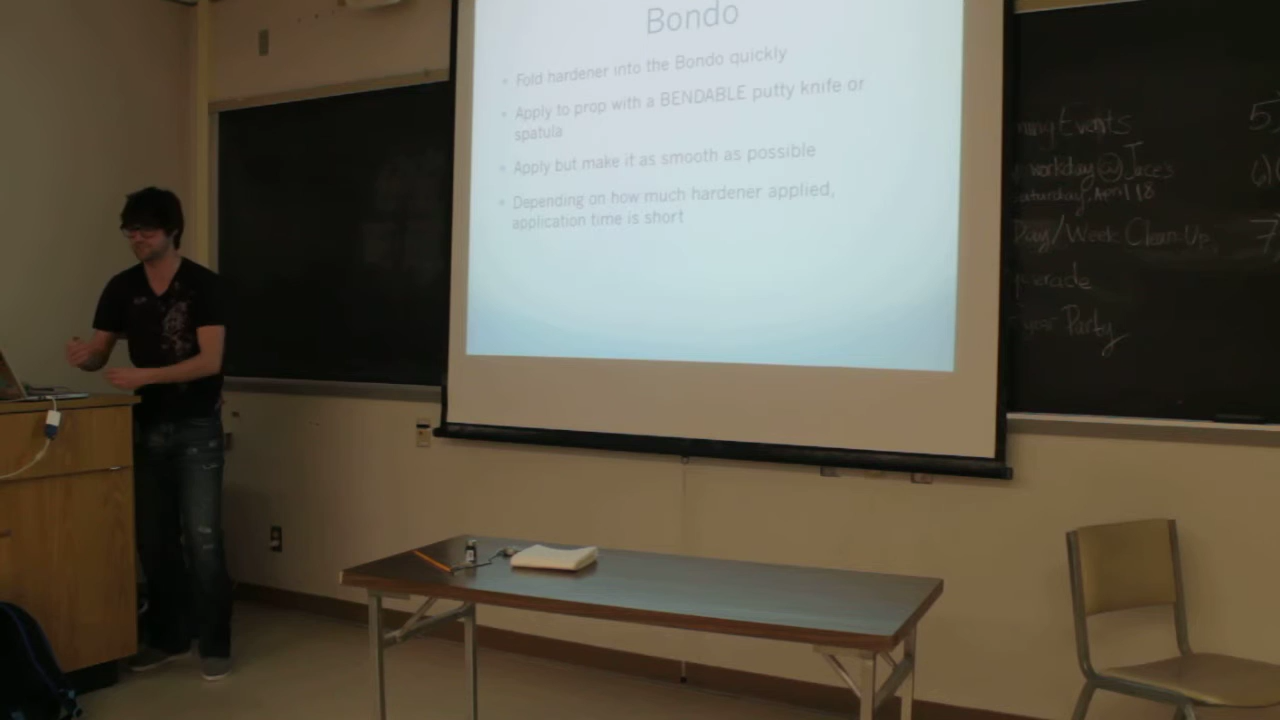 Bondo
Fold hardener into the Bondo quickly
Apply to prop with a BENDABLE putty knife or
spatula
Apply but make it as smooth as possible
Depending on how much hardener applied,
application time is short
Events
workday @ Jace's
April 18
Day/Week Clean Up
Party